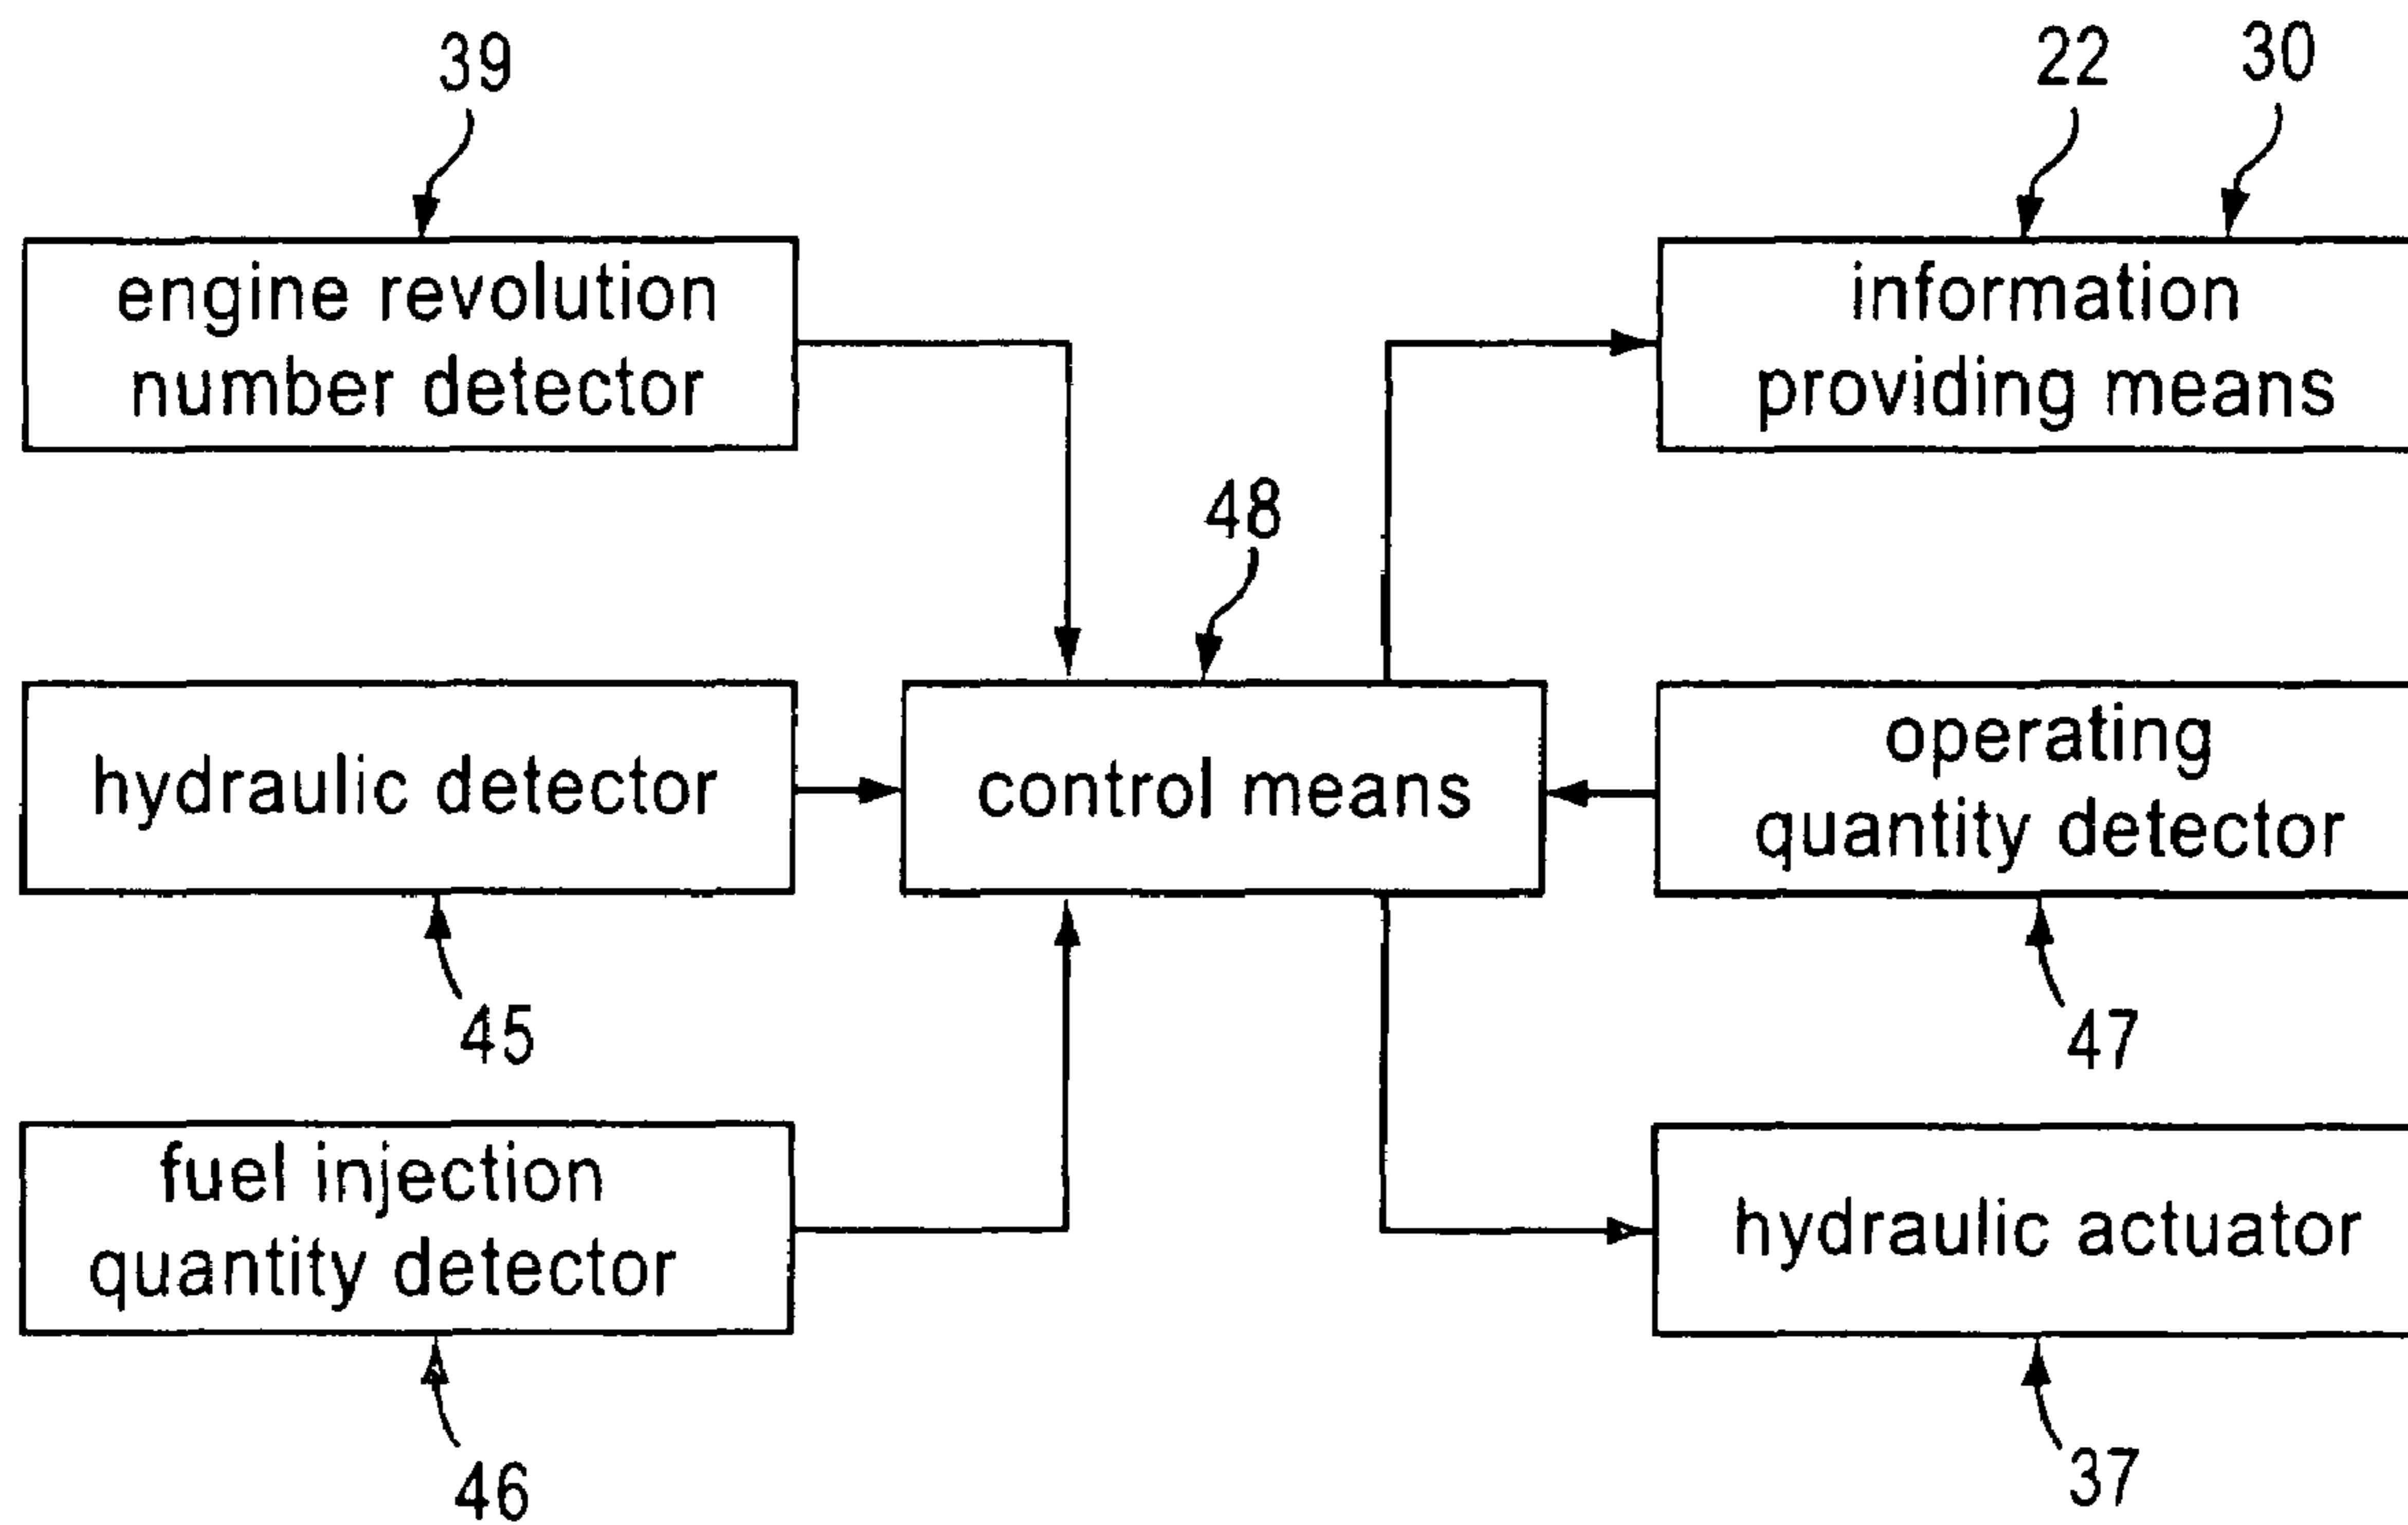 39
22
30
engine revolution
number detector
information
providing means
48
hydraulic detector
control means
operating
quantity detector
45
47
fuel injection
quantity detector
hydraulic actuator
46
37